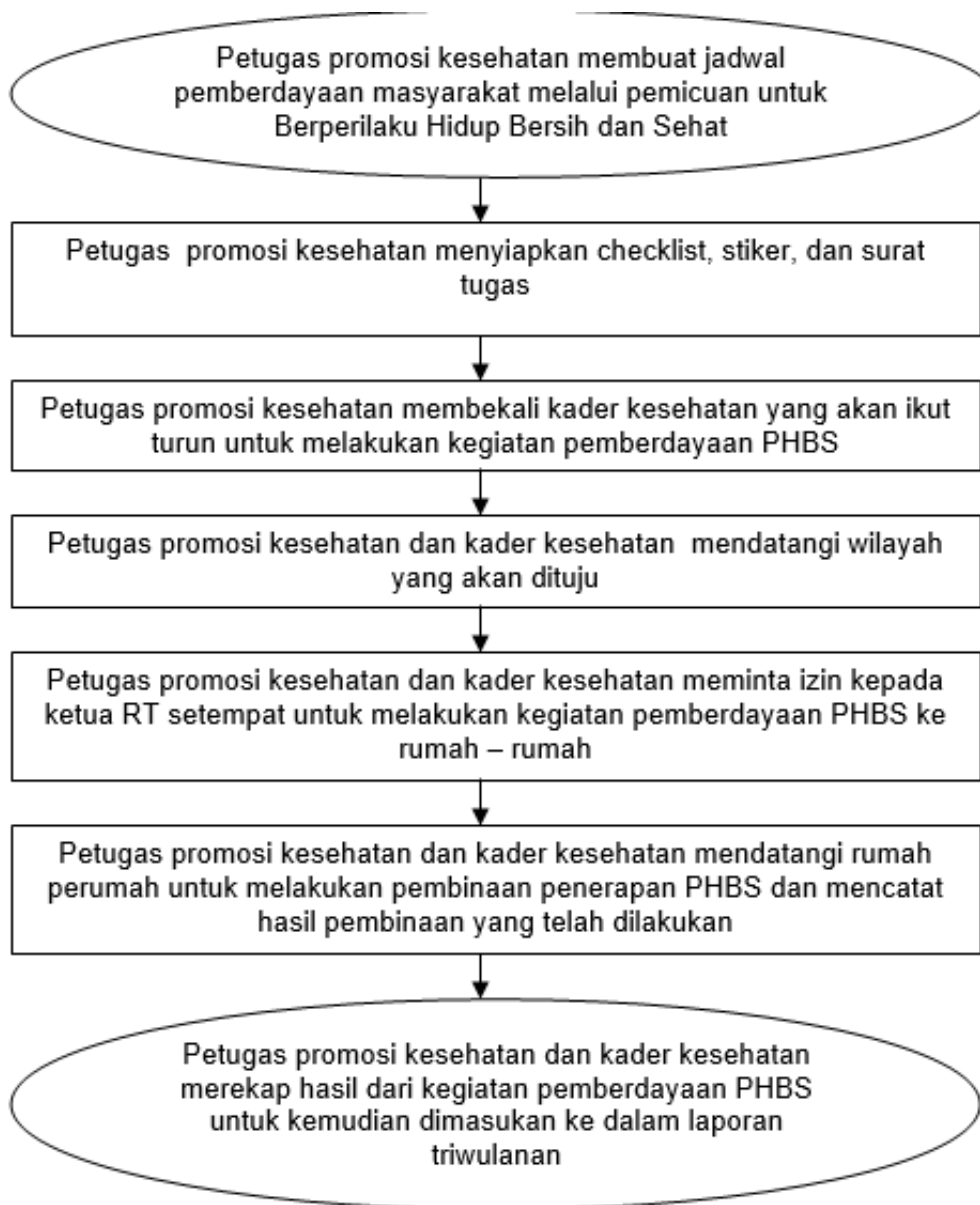 Petugas promosi kesehatan membuat jadwal
pemberdayaan masyarakat melalui pemicuan untuk
Berperilaku Hidup Bersih dan Sehat
Petugas promosi kesehatan menyiapkan checklist, stiker, dan surat
tugas
Petugas promosi kesehatan membekali kader kesehatan yang akan ikut
turun untuk melakukan kegiatan pemberdayaan PHBS
Petugas promosi kesehatan dan kader kesehatan mendatangi wilayah
yang akan dituju
Petugas promosi kesehatan dan kader kesehatan meminta izin kepada
ketua RT setempat untuk melakukan kegiatan pemberdayaan PHBS ke
rumah – rumah
Petugas promosi kesehatan dan kader kesehatan mendatangi rumah
perumah untuk melakukan pembinaan penerapan PHBS dan mencatat
hasil pembinaan yang telah dilakukan
Petugas promosi kesehatan dan kader kesehatan
merekap hasil dari kegiatan pemberdayaan PHBS
untuk kemudian dimasukan ke dalam laporan
triwulanan